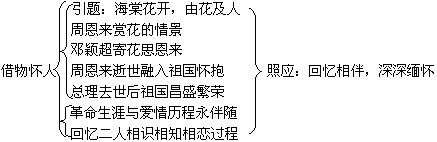 引题：海棠花开，由花及人
周恩来赏花的情景
邓颖超寄花思恩来
借物怀人
周恩来逝世融入祖国怀抱
照应：回忆相伴，深深缅怀
总理去世后祖国昌盛繁荣
革命生涯与爱情历程永伴随
回忆二人相识相知相恋过程